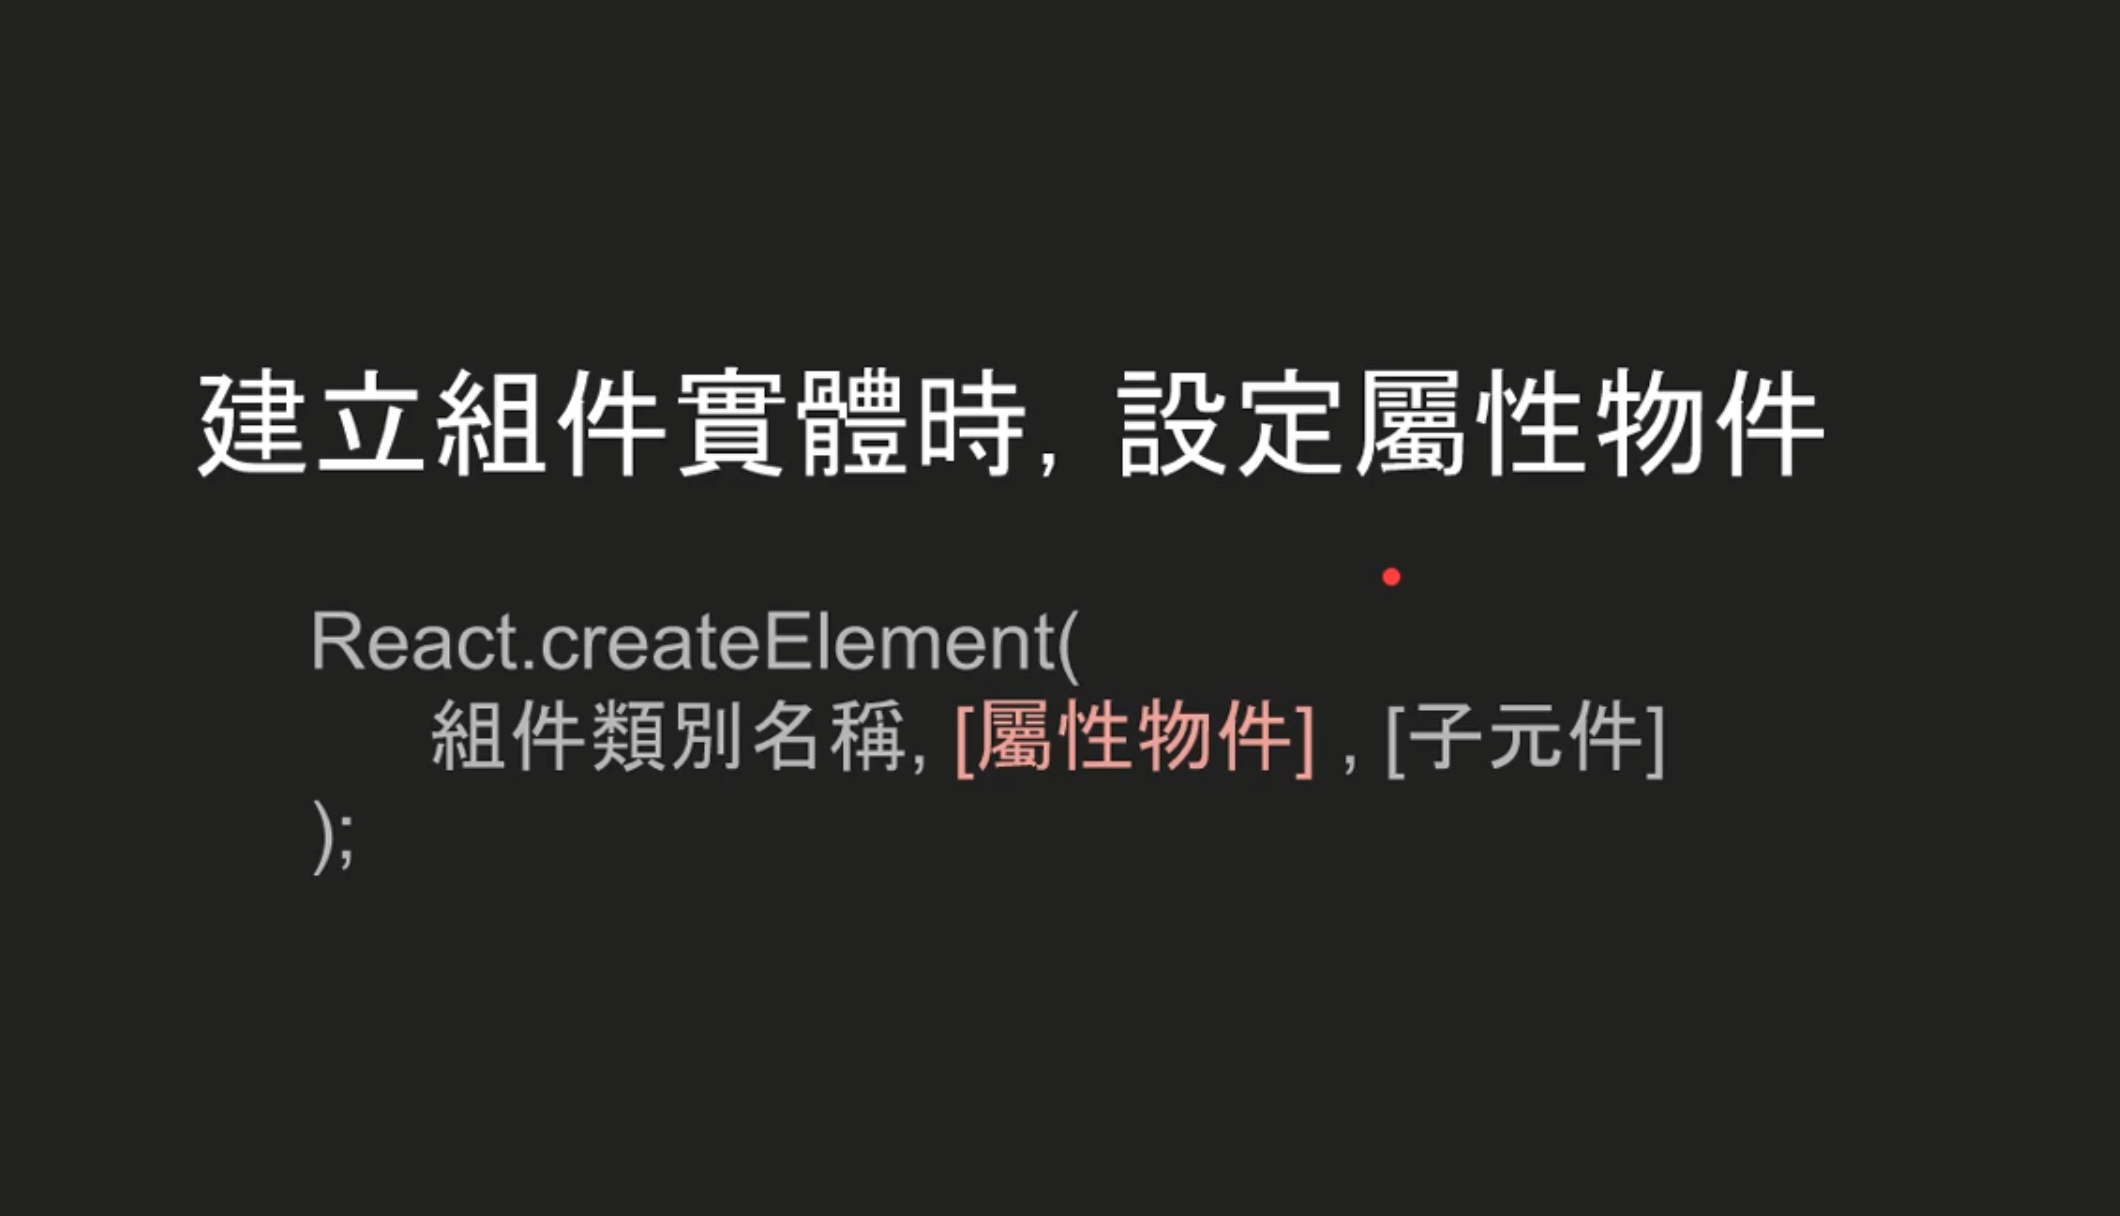 建立組件實體時, 設定屬性物件
React.createElement(
組件類別名稱, [屬性物件] , [子元件]
);